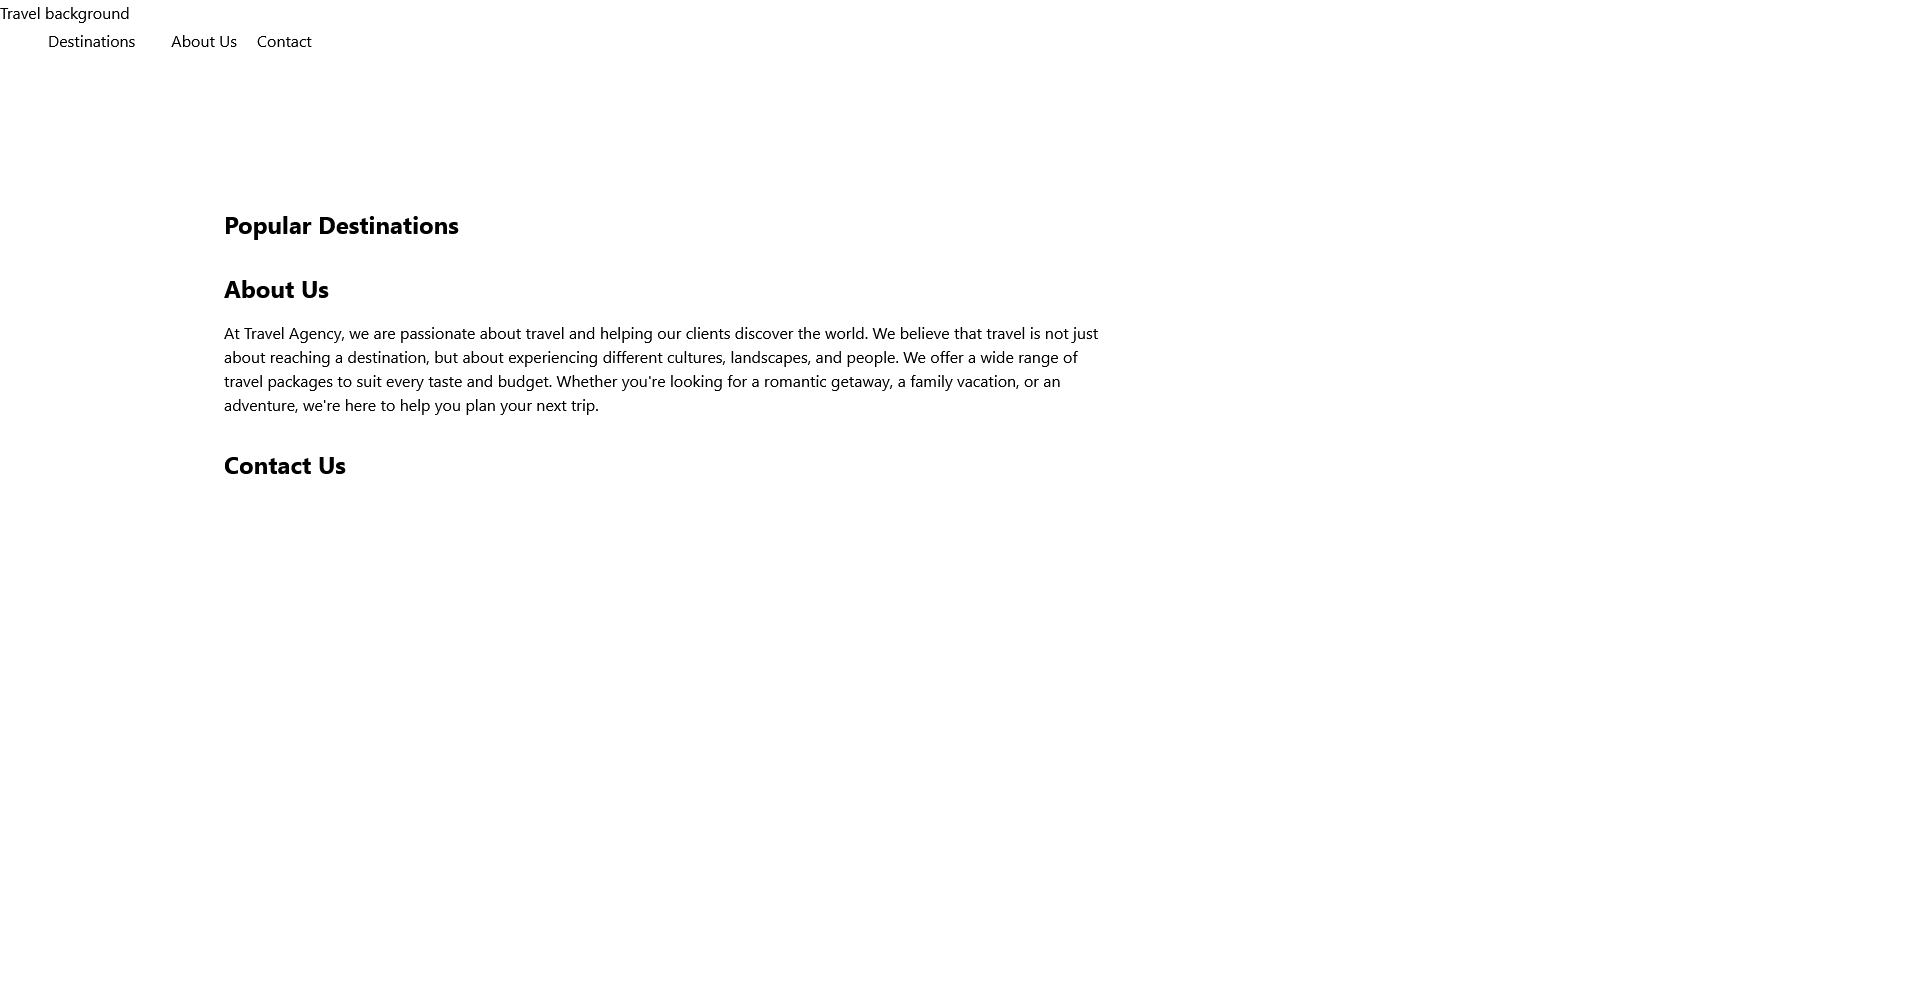 Travel background
Destinations About Us Contact
Popular Destinations
About Us
At Travel Agency, we are passionate about travel and helping our clients discover the world. We believe that travel is not just
about reaching a destination, but about experiencing different cultures, landscapes, and people. We offer a wide range of
travel packages to suit every taste and budget. Whether you're looking for a romantic getaway, a family vacation, or an
adventure, we're here to help you plan your next trip.
Contact Us